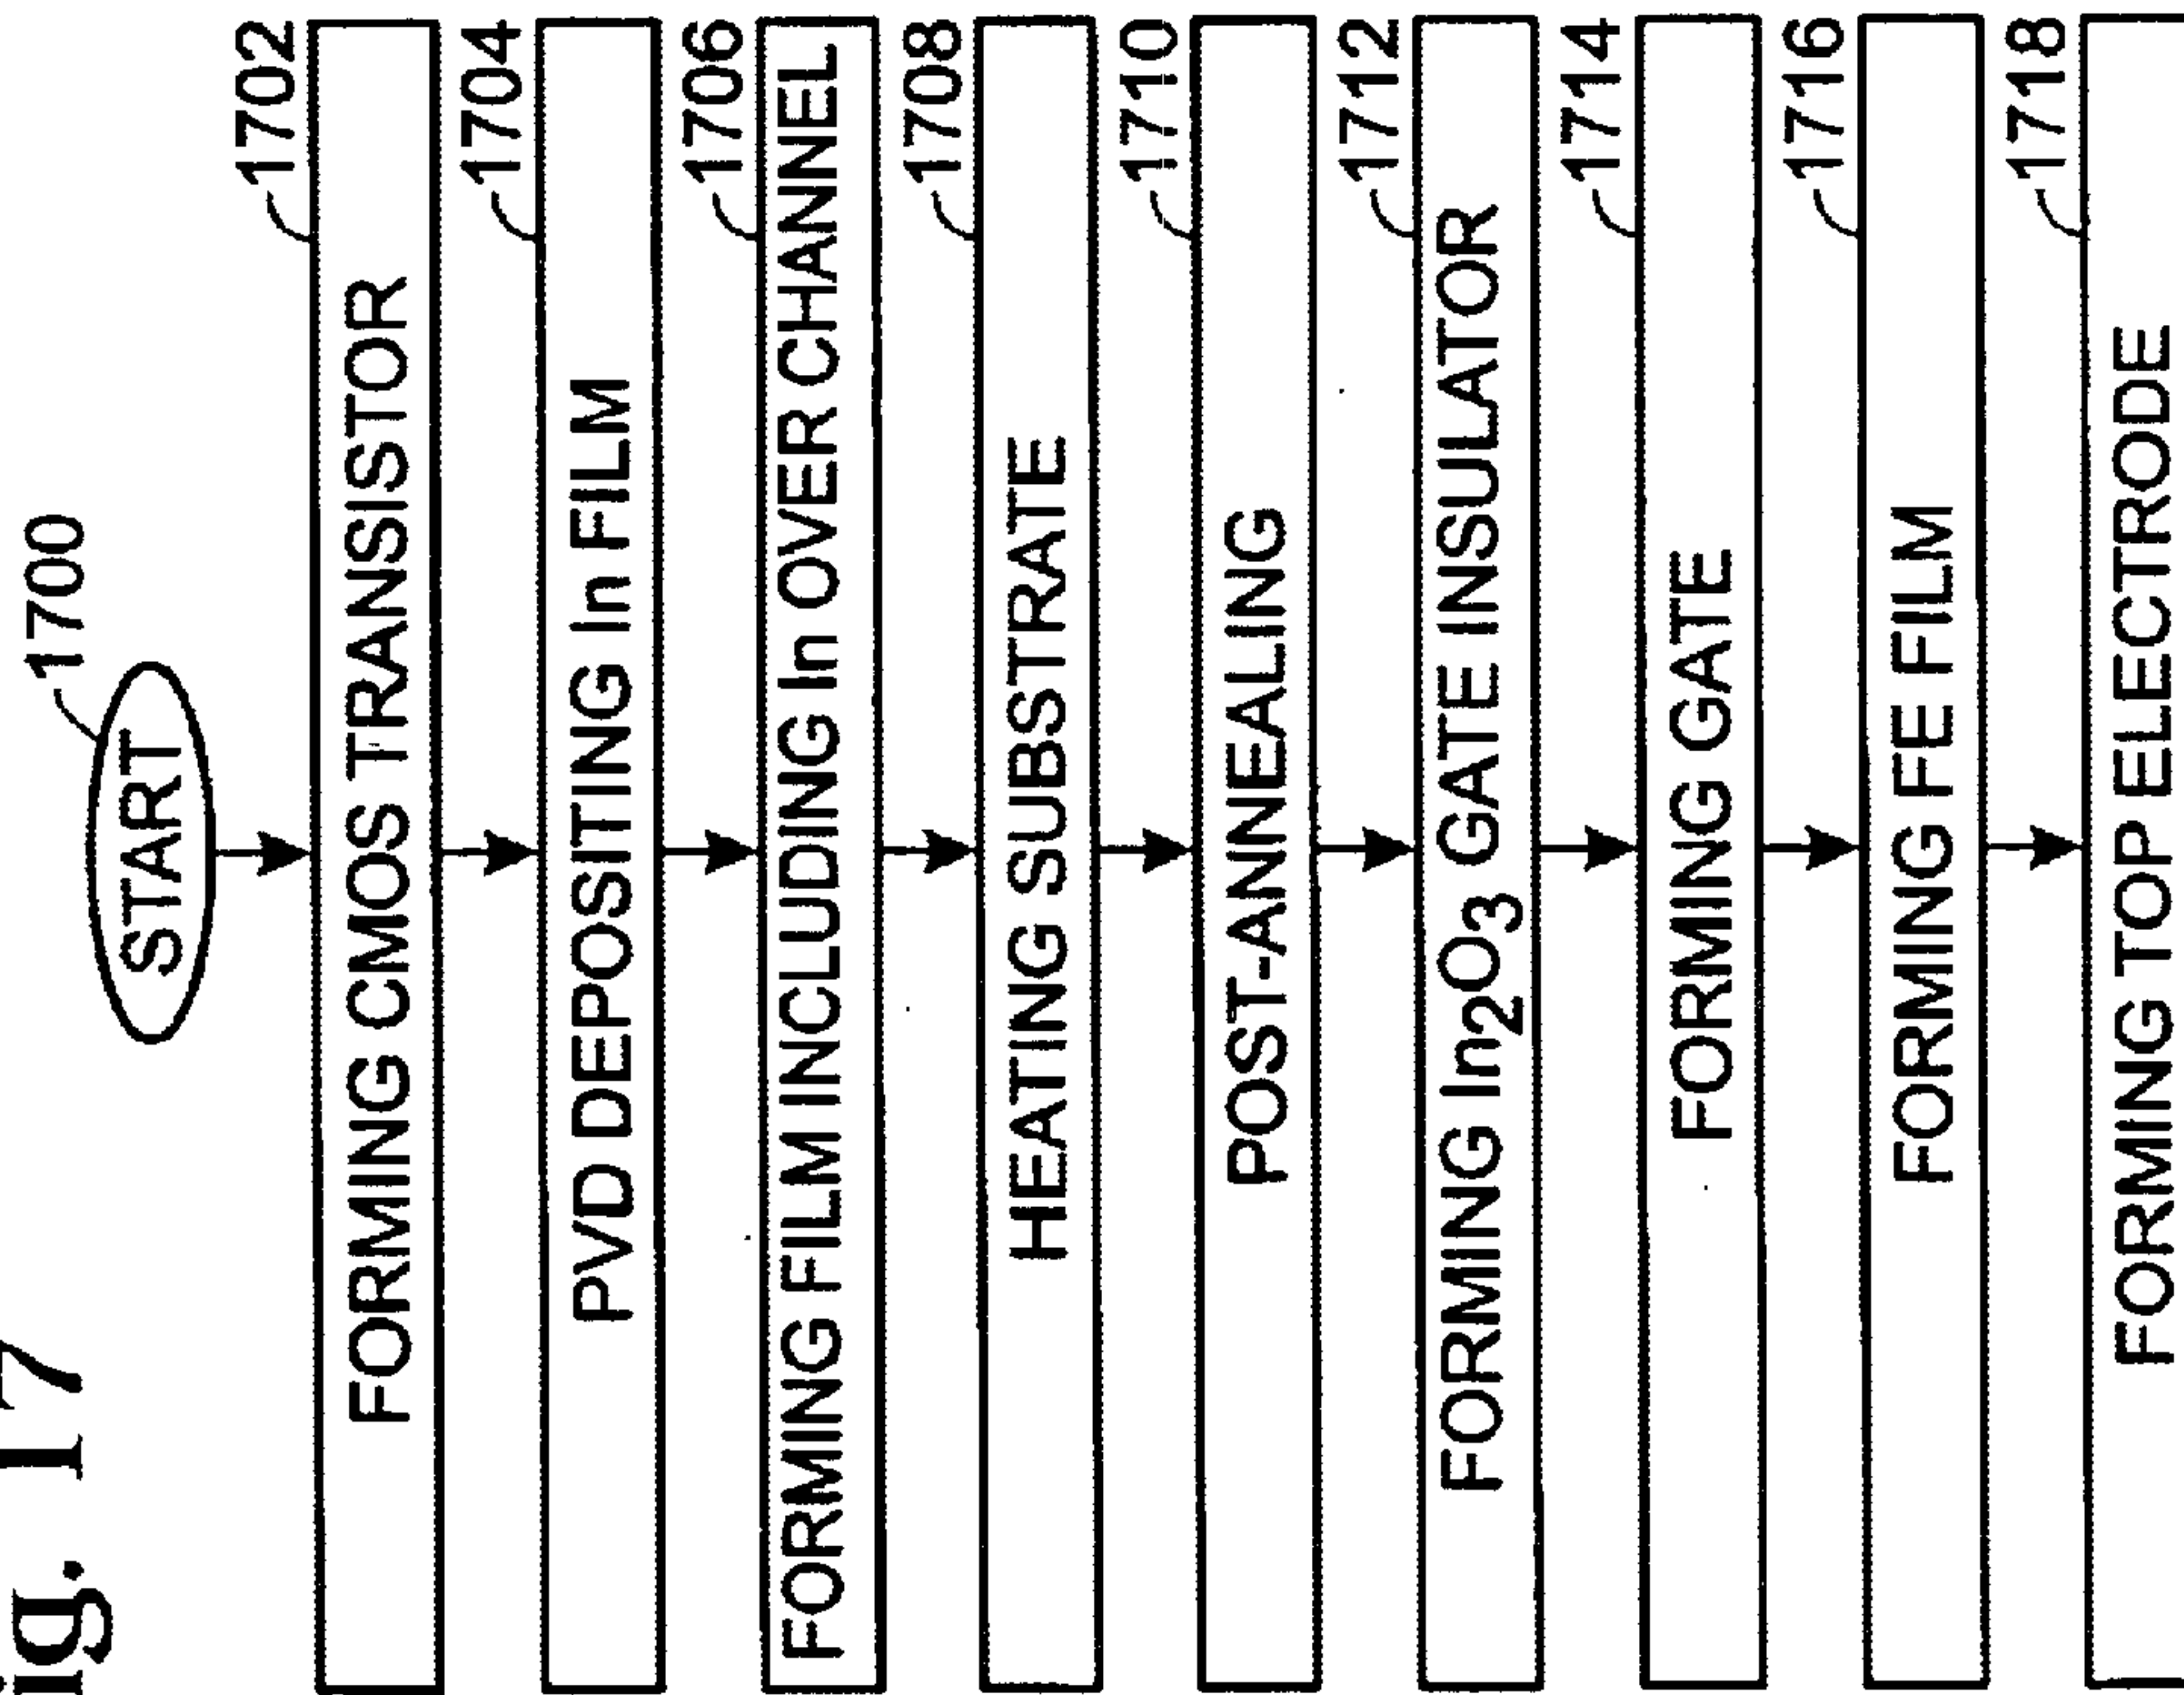 ig. 17
1700
START
1702
FORMING CMOS TRANSISTOR
1704
PVD DEPOSITING In FILM
1706
FORMING FILM INCLUDING In OVER CHANNEL
1708
HEATING SUBSTRATE
1710
POST-ANNEALING
1712
FORMING In2O3 GATE INSULATOR
1714
FORMING GATE
1716
FORMING FE FILM
1718
FORMING TOP ELECTRODE